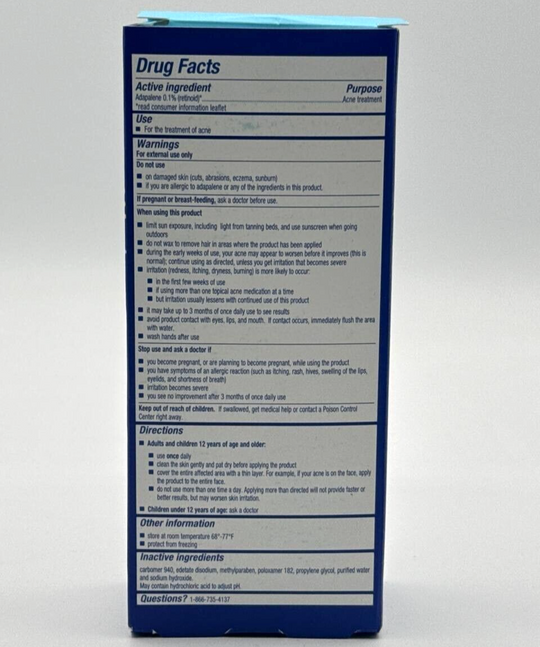 Drug Facts
Active ingredient Purpose
Adapalene 0.1% (retinoid)* Acne treatment
*read consumer information leaflet
Use
■ For the treatment of acne
Warnings
For external use only
Do not use
■ on damaged skin (cuts, abrasions, eczema, sunburn)
■ if you are allergic to adapalene or any of the ingredients in this product.
If pregnant or breast-feeding, ask a doctor before use.
When using this product
■ limit sun exposure, including light from tanning beds, and use sunscreen when going
outdoors
■ do not wax to remove hair in areas where the product has been applied
■ during the early weeks of use, your acne may appear to worsen before it improves (this is
normal); continue using as directed, unless you get irritation that becomes severe
■ irritation (redness, itching, dryness, burning) is more likely to occur:
■ in the first few weeks of use
■ if using more than one topical acne medication at a time
■ but irritation usually lessens with continued use of this product
■ it may take up to 3 months of once daily use to see results
■ avoid product contact with eyes, lips, and mouth. If contact occurs, immediately flush the area
with water.
■ wash hands after use
Stop use and ask a doctor if
■ you become pregnant, or are planning to become pregnant, while using the product
■ you have symptoms of an allergic reaction (such as itching, rash, hives, swelling of the lips,
eyelids, and shortness of breath)
■ irritation becomes severe
■ you see no improvement after 3 months of once daily use
Keep out of reach of children. If swallowed, get medical help or contact a Poison Control
Center right away.
Directions
■ Adults and children 12 years of age and older:
■ use once daily
■ clean the skin gently and pat dry before applying the product
■ cover the entire affected area with a thin layer. For example, if your acne is on the face, apply
the product to the entire face.
■ do not use more than one time a day. Applying more than directed will not provide faster or
better results, but may worsen skin irritation.
■ Children under 12 years of age: ask a doctor
Other information
■ store at room temperature 68°-77°F
■ protect from freezing
Inactive ingredients
carbomer 940, edetate disodium, methylparaben, poloxamer 182, propylene glycol, purified water
and sodium hydroxide.
May contain hydrochloric acid to adjust pH.
Questions? 1-866-735-4137